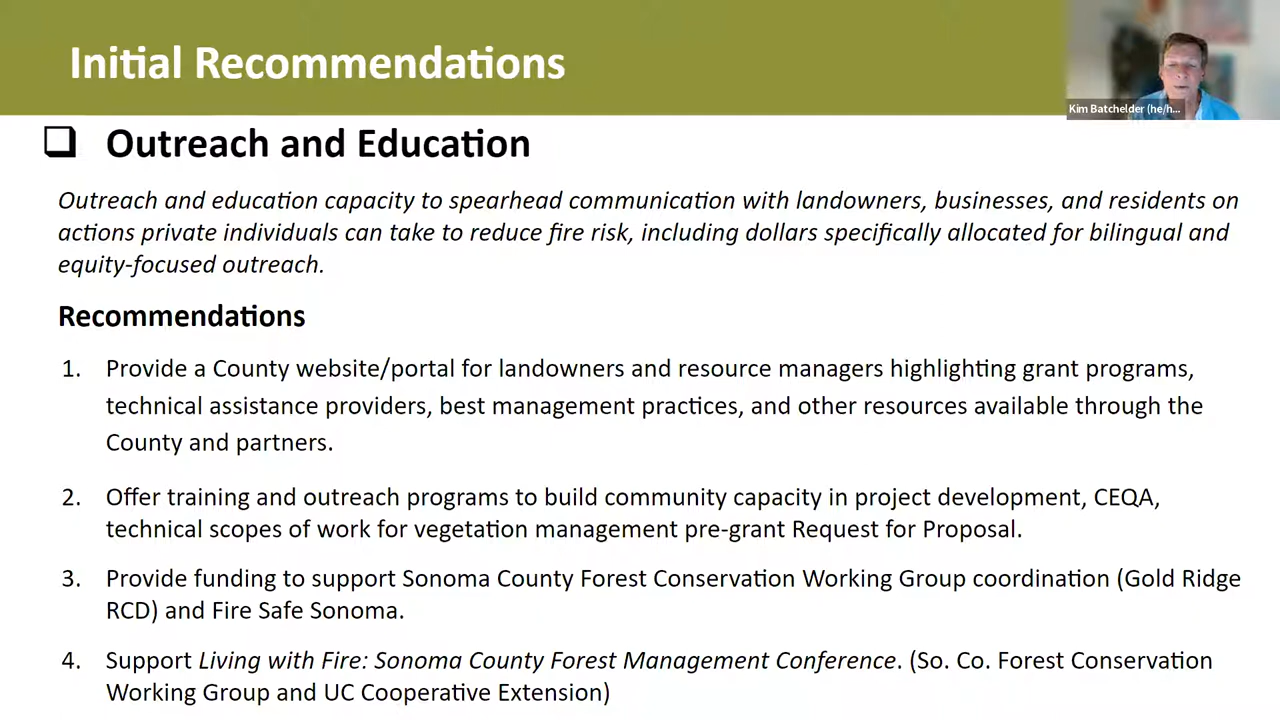 Initial Recommendations
Kim Batchelder (he/h...
Outreach and Education
Outreach and education capacity to spearhead communication with landowners, businesses, and residents on
actions private individuals can take to reduce fire risk, including dollars specifically allocated for bilingual and
equity-focused outreach.
Recommendations
1. Provide a County website/portal for landowners and resource managers highlighting grant programs,
technical assistance providers, best management practices, and other resources available through the
County and partners.
2. Offer training and outreach programs to build community capacity in project development, CEQA,
technical scopes of work for vegetation management pre-grant Request for Proposal.
3. Provide funding to support Sonoma County Forest Conservation Working Group coordination (Gold Ridge
RCD) and Fire Safe Sonoma.
4. Support Living with Fire: Sonoma County Forest Management Conference. (So. Co. Forest Conservation
Working Group and UC Cooperative Extension)